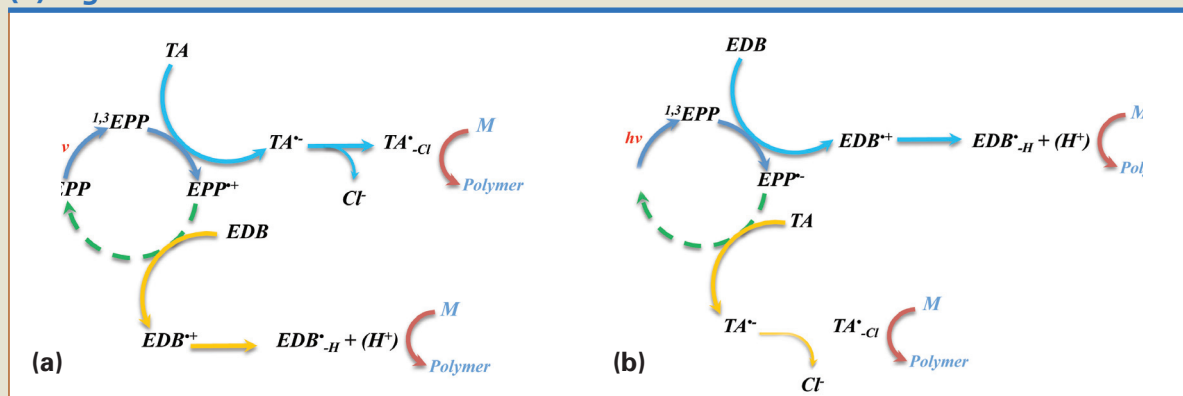 TA
1,3EPP
ν
EPP
TA•-
TA•-Cl
M
EPP•+
Cl-
Polymer
EDB
EDB•+
EDB•-H + (H+)
M
Polymer
(a)
EDB
1,3EPP
hν
EDB•+
EDB•-H + (H+)
EPP•-
TA
TA•-
TA•-Cl
M
Polymer
Cl-
(b)